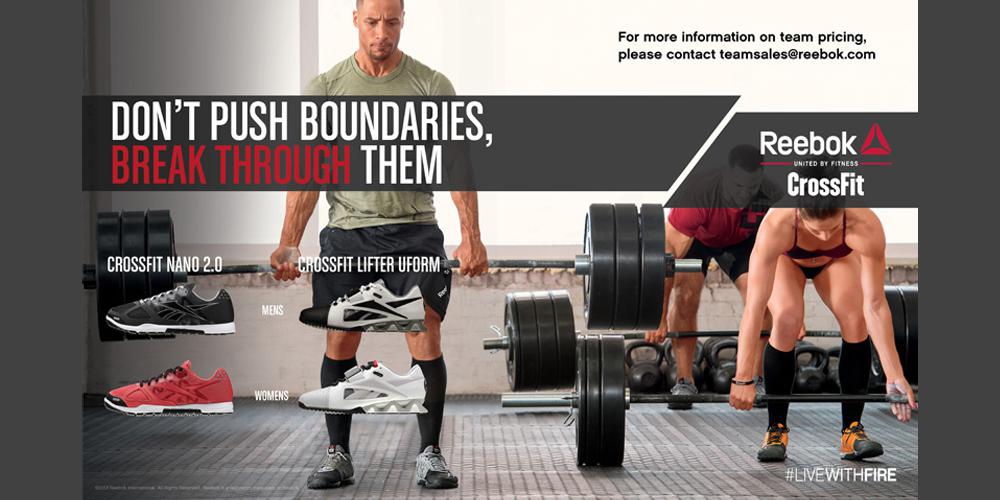 For more information on team pricing,
please contact teamsales@reebok.com
DON'T PUSH BOUNDARIES,
BREAK THROUGH THEM
Reebok
UNITED BY FITNESS
CrossFit
CROSSFIT NANO 2.0
CROSSFIT LIFTER UFORM
MENS
WOMENS
#LIVEWITHFIRE